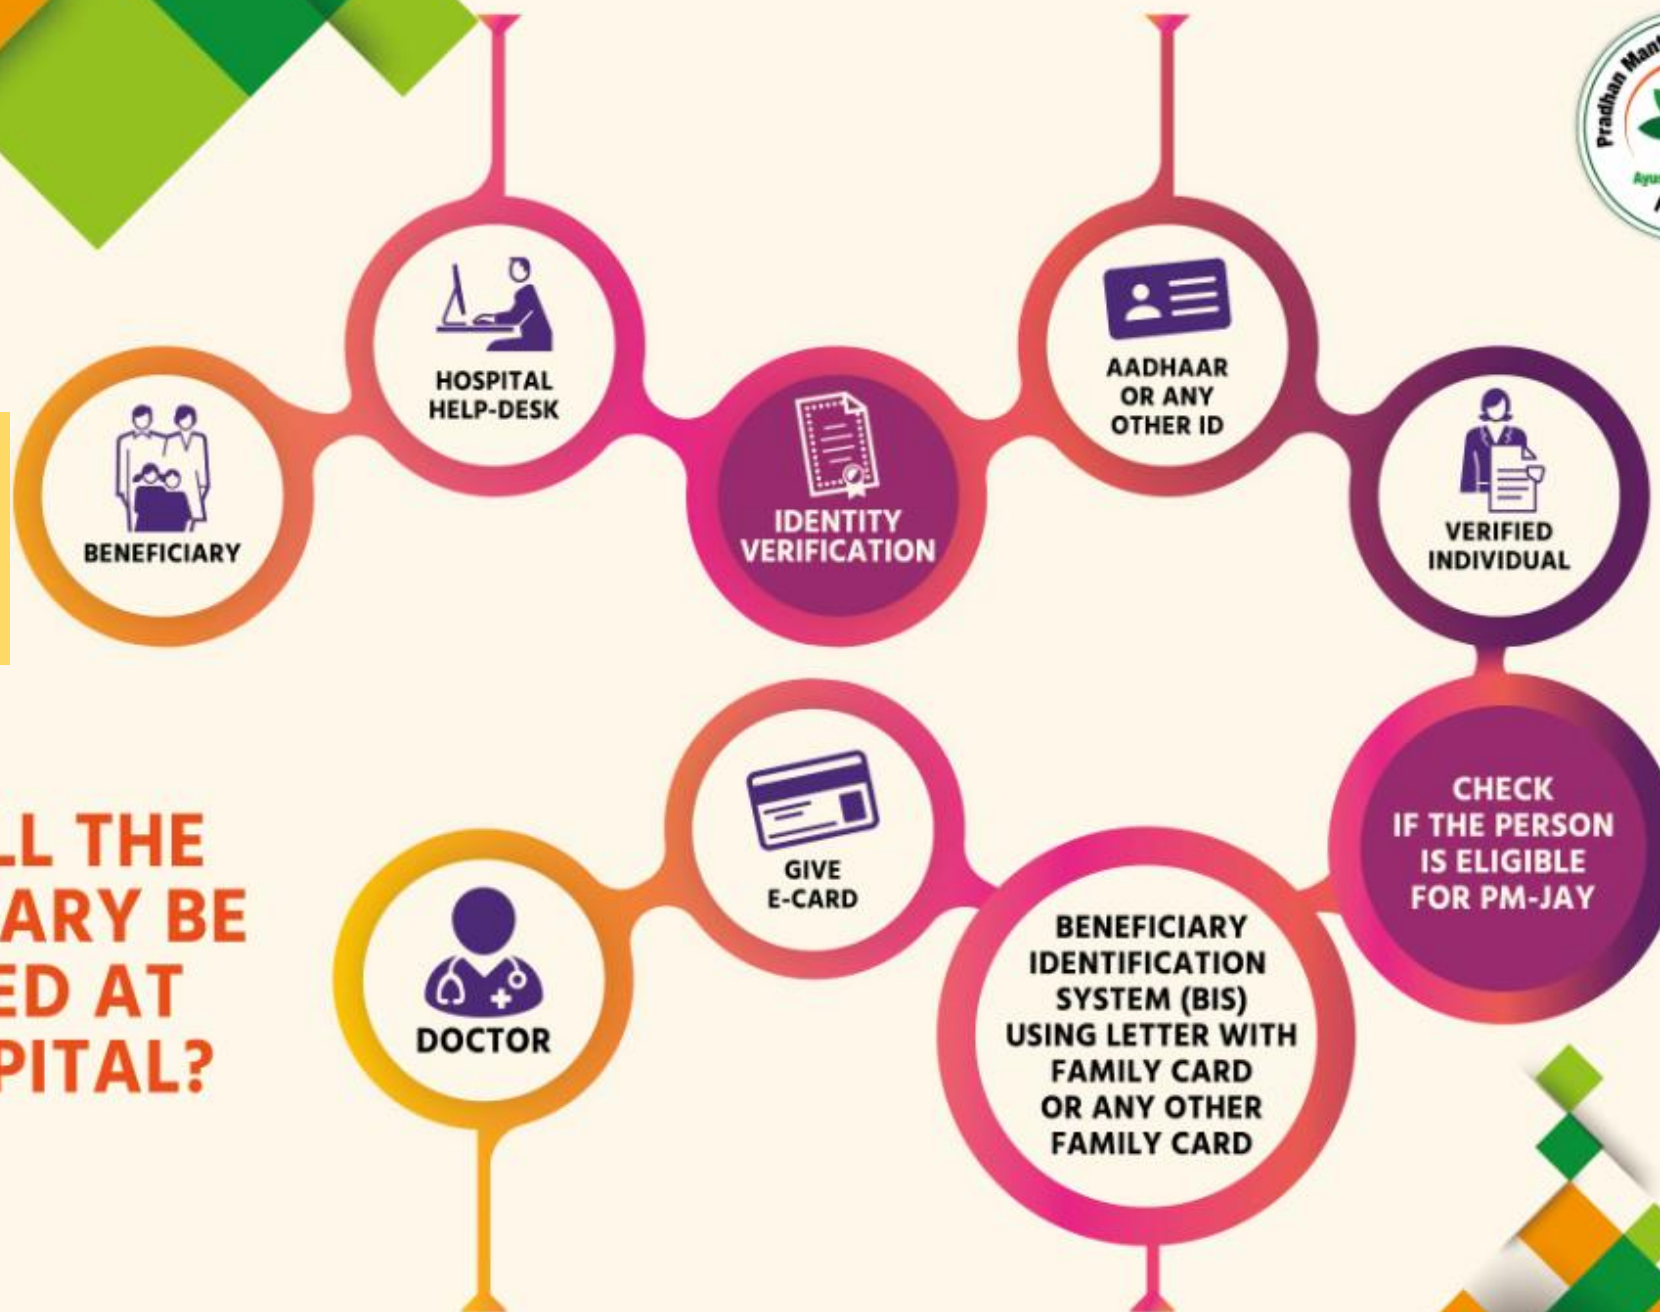 HOSPITAL
HELP-DESK
AADHAAR
OR ANY
OTHER ID
Pradhan
BENEFICIARY
IDENTITY
VERIFICATION
VERIFIED
INDIVIDUAL
CHECK
IF THE PERSON
IS ELIGIBLE
FOR PM-JAY
GIVE
E-CARD
BENEFICIARY
IDENTIFICATION
SYSTEM (BIS)
USING LETTER WITH
FAMILY CARD
OR ANY OTHER
FAMILY CARD
DOCTOR
LL THE
ARY BE
ED AT
PITAL?